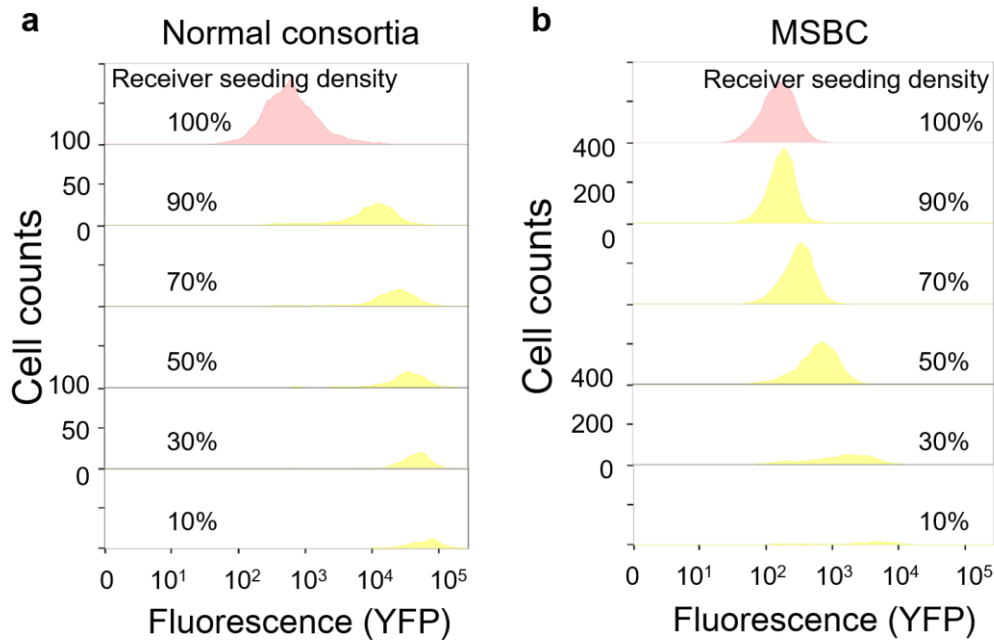 a
Normal consortia
Receiver seeding density
100%
90%
70%
50%
30%
10%
100
50
0
100
50
0
Cell counts
0 10¹ 10² 10³ 10⁴ 10⁵
Fluorescence (YFP)
b
MSBC
Receiver seeding density
100%
90%
70%
50%
30%
10%
400
200
0
400
200
0
Cell counts
0 10¹ 10² 10³ 10⁴ 10⁵
Fluorescence (YFP)